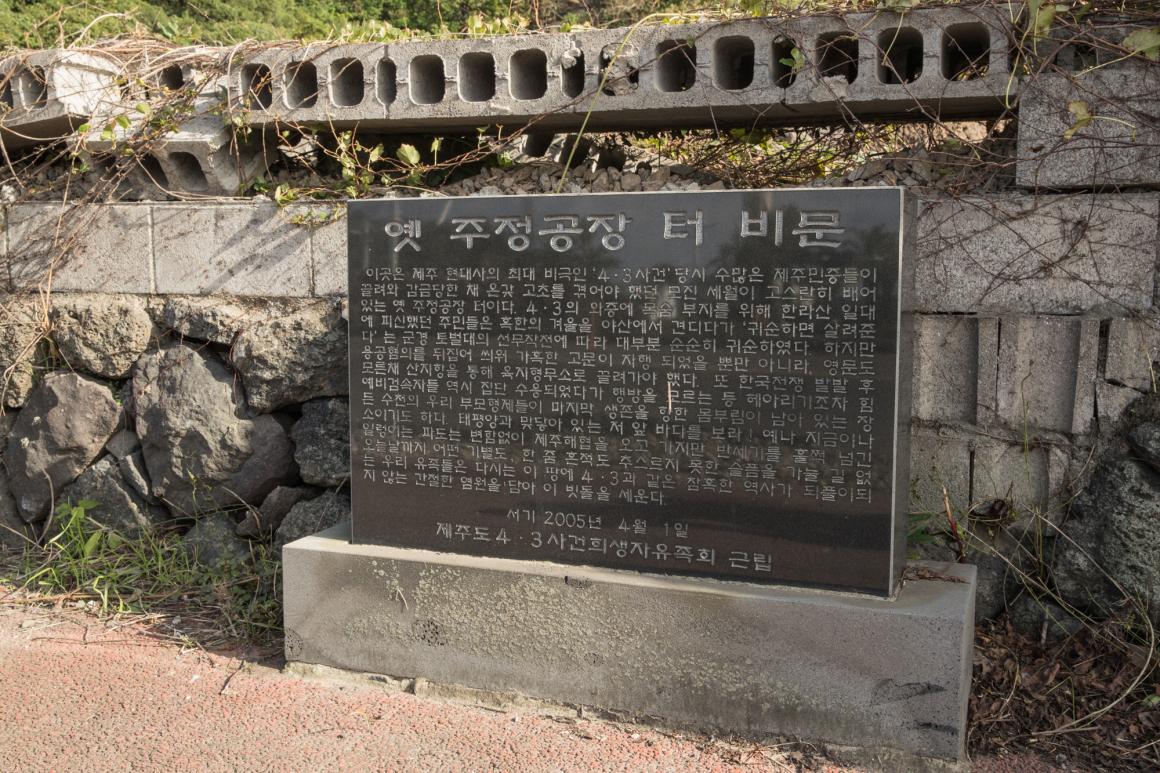 옛 주정공장 터 비문
이곳은 제주 현대사의 최대 비극인 '4·3사건' 당시 수많은 제주민중들이
끌려와 감금당한 채 온갖 고초를 겪어야 했던 모진 세월이 고스란히 배어
있는 옛 주정공장 터이다. 4·3의 와중에 목숨 부지를 위해 한라산 일대
에 피신했던 주민들은 혹한의 겨울을 야산에서 견디다가 '귀순하면 살려준
다'는 군경 토벌대의 선무작전에 따라 대부분 순순히 귀순하였다. 하지만
용공혐의를 뒤집어 씌워 가혹한 고문이 자행 되었을 뿐만 아니라, 영문도
모른채 산지항을 통해 육지형무소로 끌려가야 했다. 또 한국전쟁 발발 후
예비검속자를 역시 집단 수용되었다가 행방을 모르는 등 헤아리기조차 힘
든 수천의 우리 부모형제들이 마지막 생존을 향한 몸부림이 남아 있는 장
소이기도 하다. 태평양과 맞닿아 있는 저 앞 바다를 보라! 예나 지금이나
일렁이는 파도는 변함없이 제주해협을 오고 가지만 반세기를 훌쩍 넘긴
오늘날까지 어떤 기별도 한 줌 흔적도 추스르지 못한 슬픔을 가눌 길 없
는 우리 유족들은 다시는 이 땅에 4·3과 같은 참혹한 역사가 되풀이되
지 않는 간절한 염원을 담아 이 빗돌을 세운다.
서기 2005년 4월 1일
제주도4·3사건희생자유족회 근립